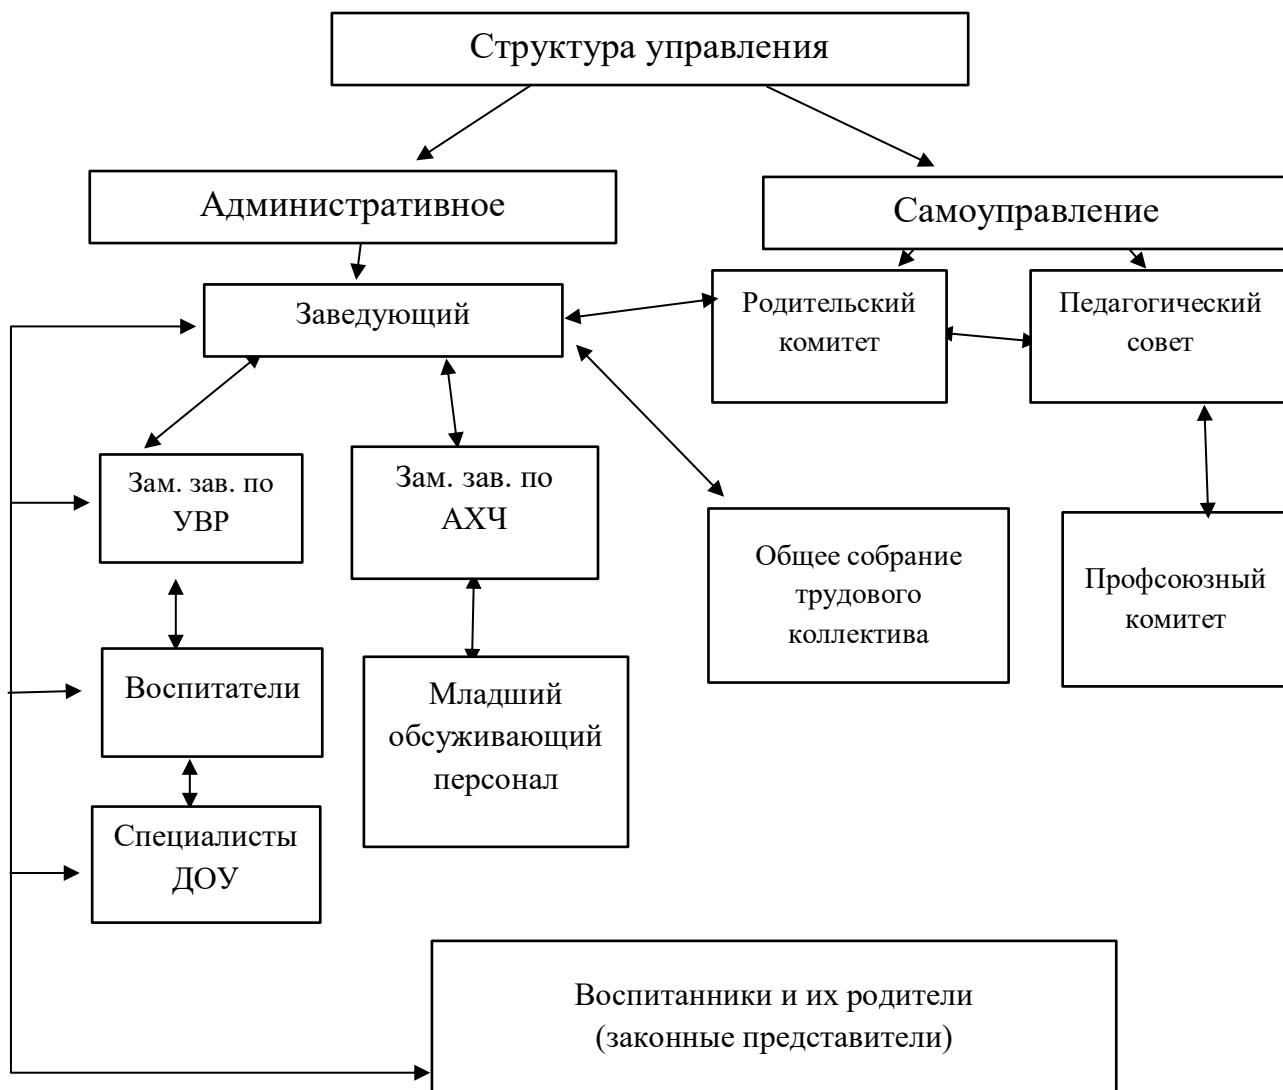 Структура управления
Административное
Самоуправление
Заведующий
Родительский
комитет
Педагогический
совет
Зам. зав. по
УВР
Зам. зав. по
АХЧ
Общее собрание
трудового
коллектива
Профсоюзный
комитет
Воспитатели
Младший
обсуживающий
персонал
Специалисты
ДОУ
Воспитанники и их родители
(законные представители)